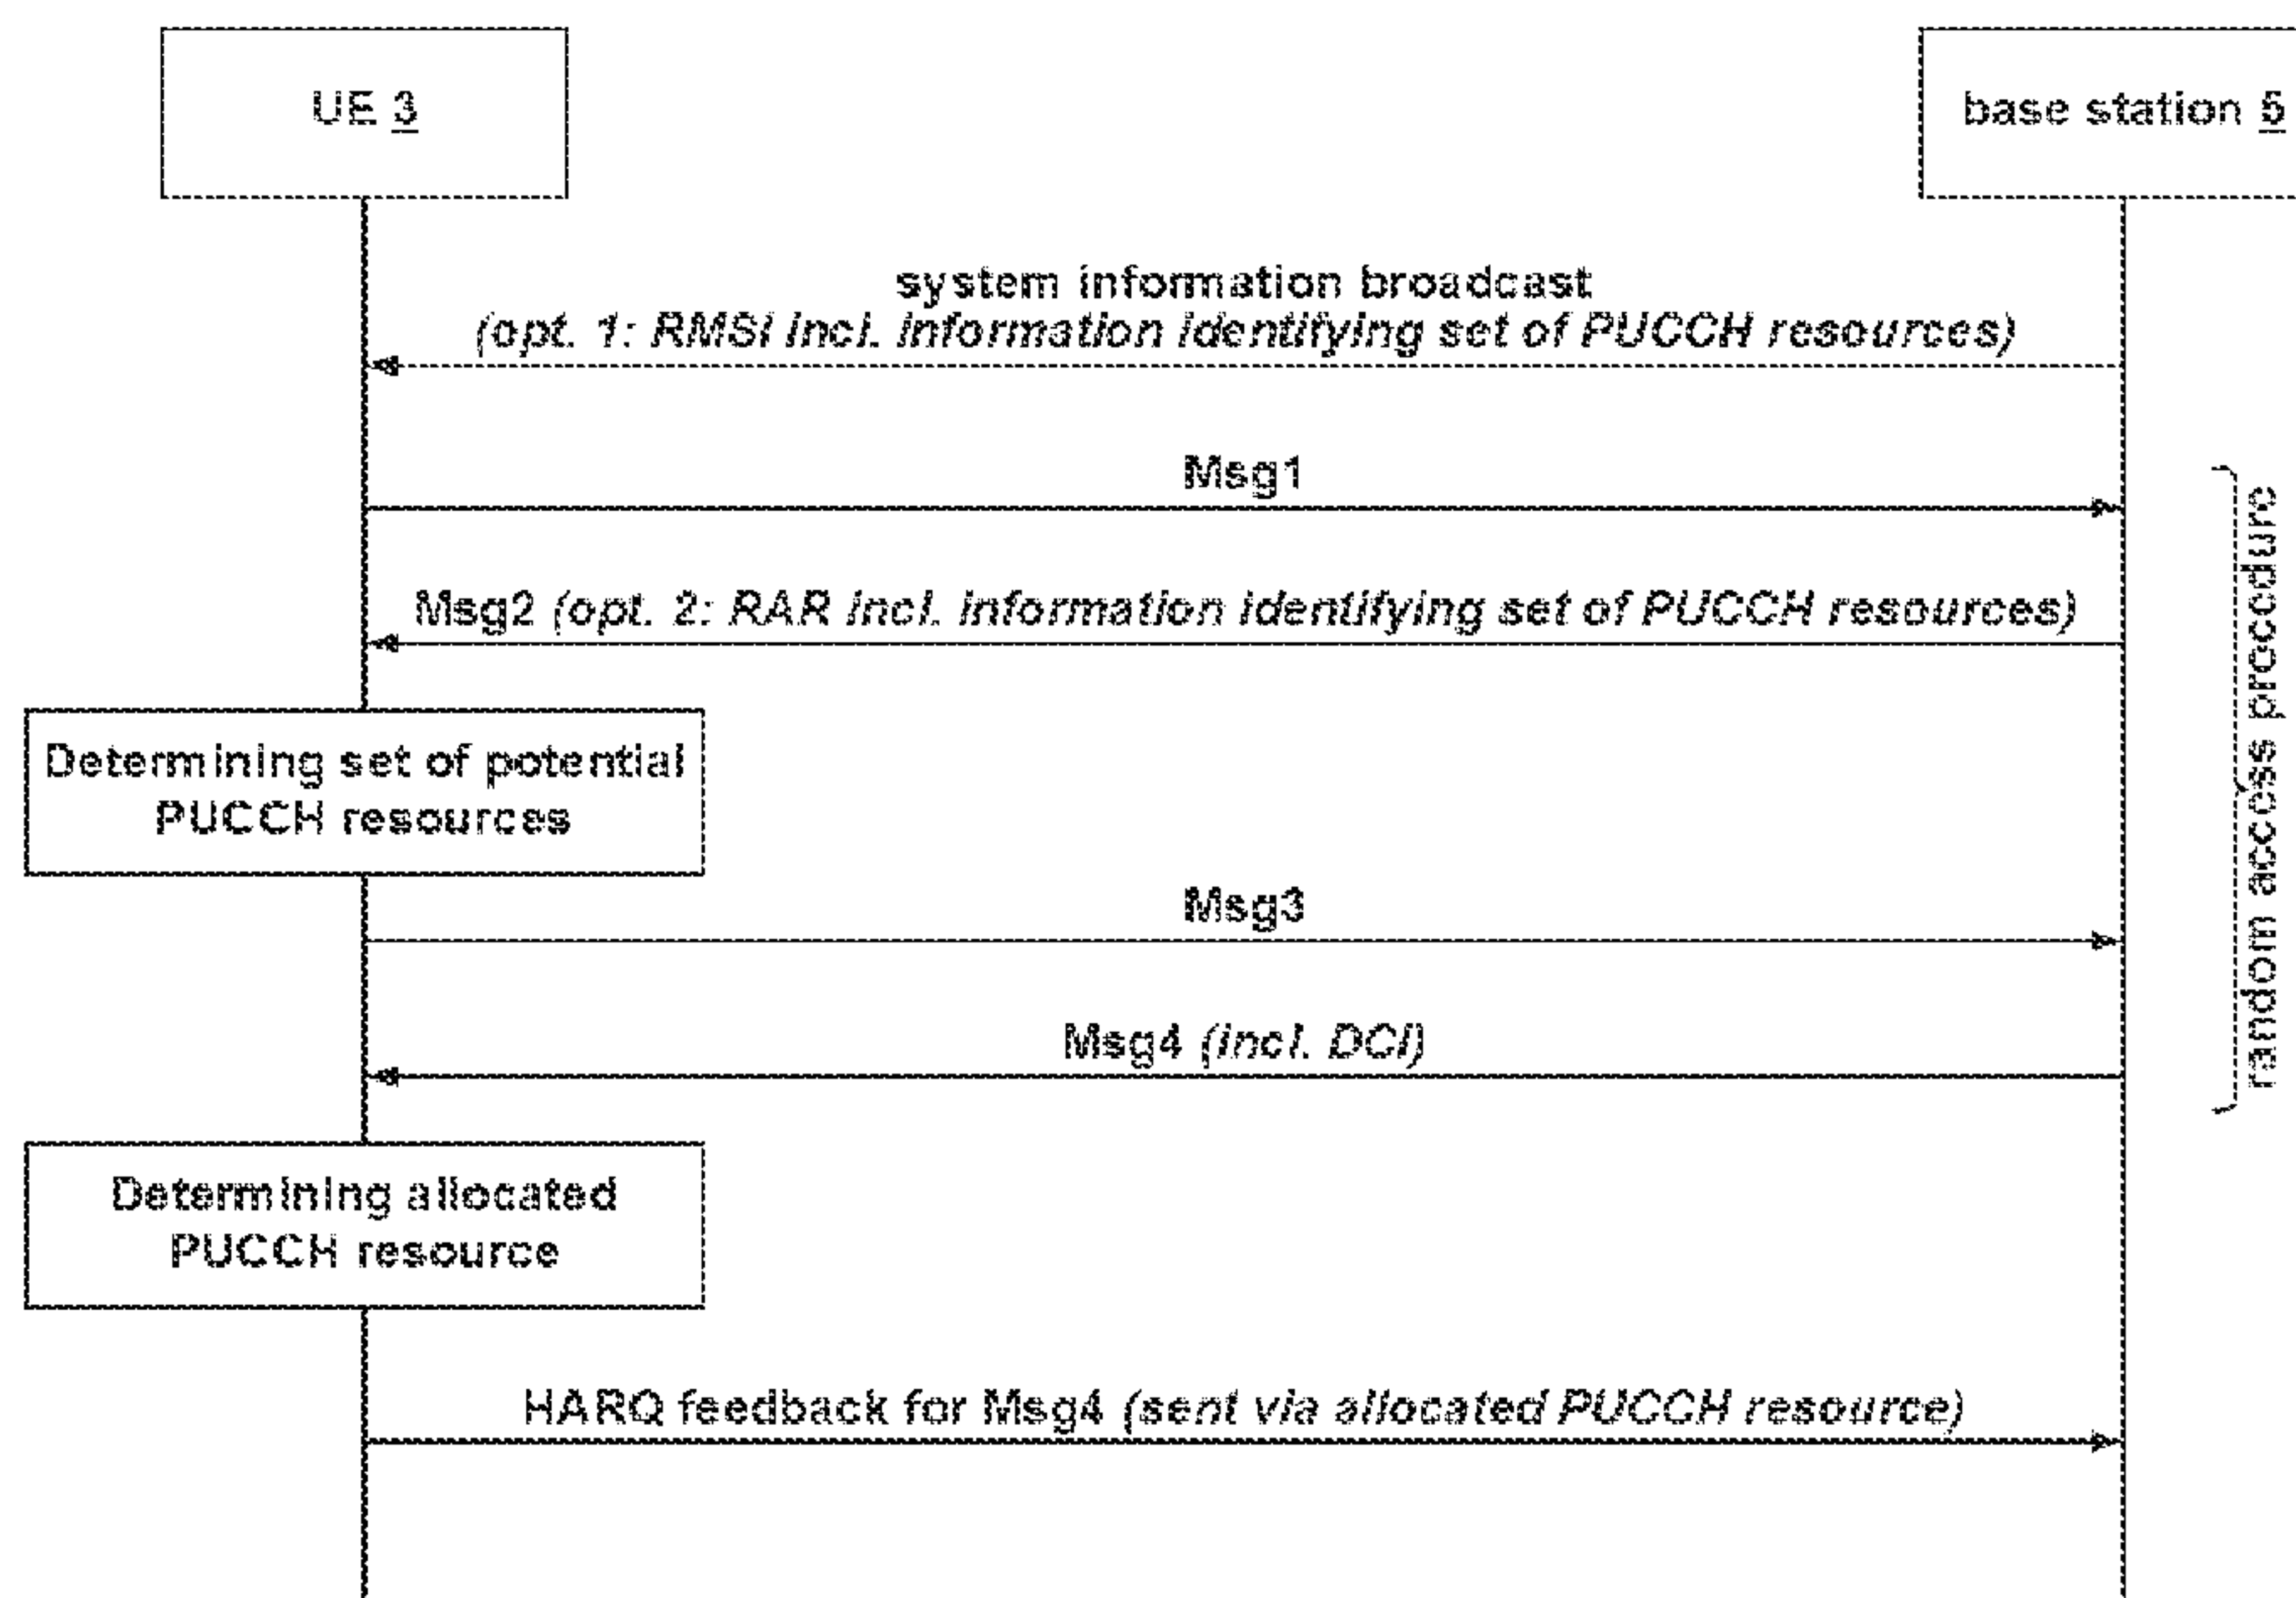 UE 3
base station 5
system information broadcast
(opt. 1: RMSI incl. information identifying set of PUCCH resources)
Msg1
Msg2 (opt. 2: RAR incl. information identifying set of PUCCH resources)
Determining set of potential
PUCCH resources
Msg3
Msg4 (incl. DCI)
random access procedure
Determining allocated
PUCCH resource
HARQ feedback for Msg4 (sent via allocated PUCCH resource)